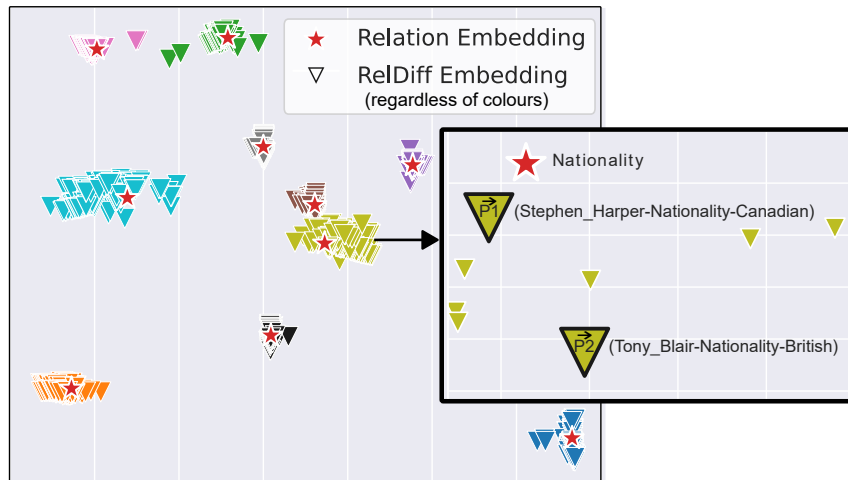 Relation Embedding
RelDiff Embedding
(regardless of colours)
Nationality
P1 (Stephen_Harper-Nationality-Canadian)
P2 (Tony_Blair-Nationality-British)